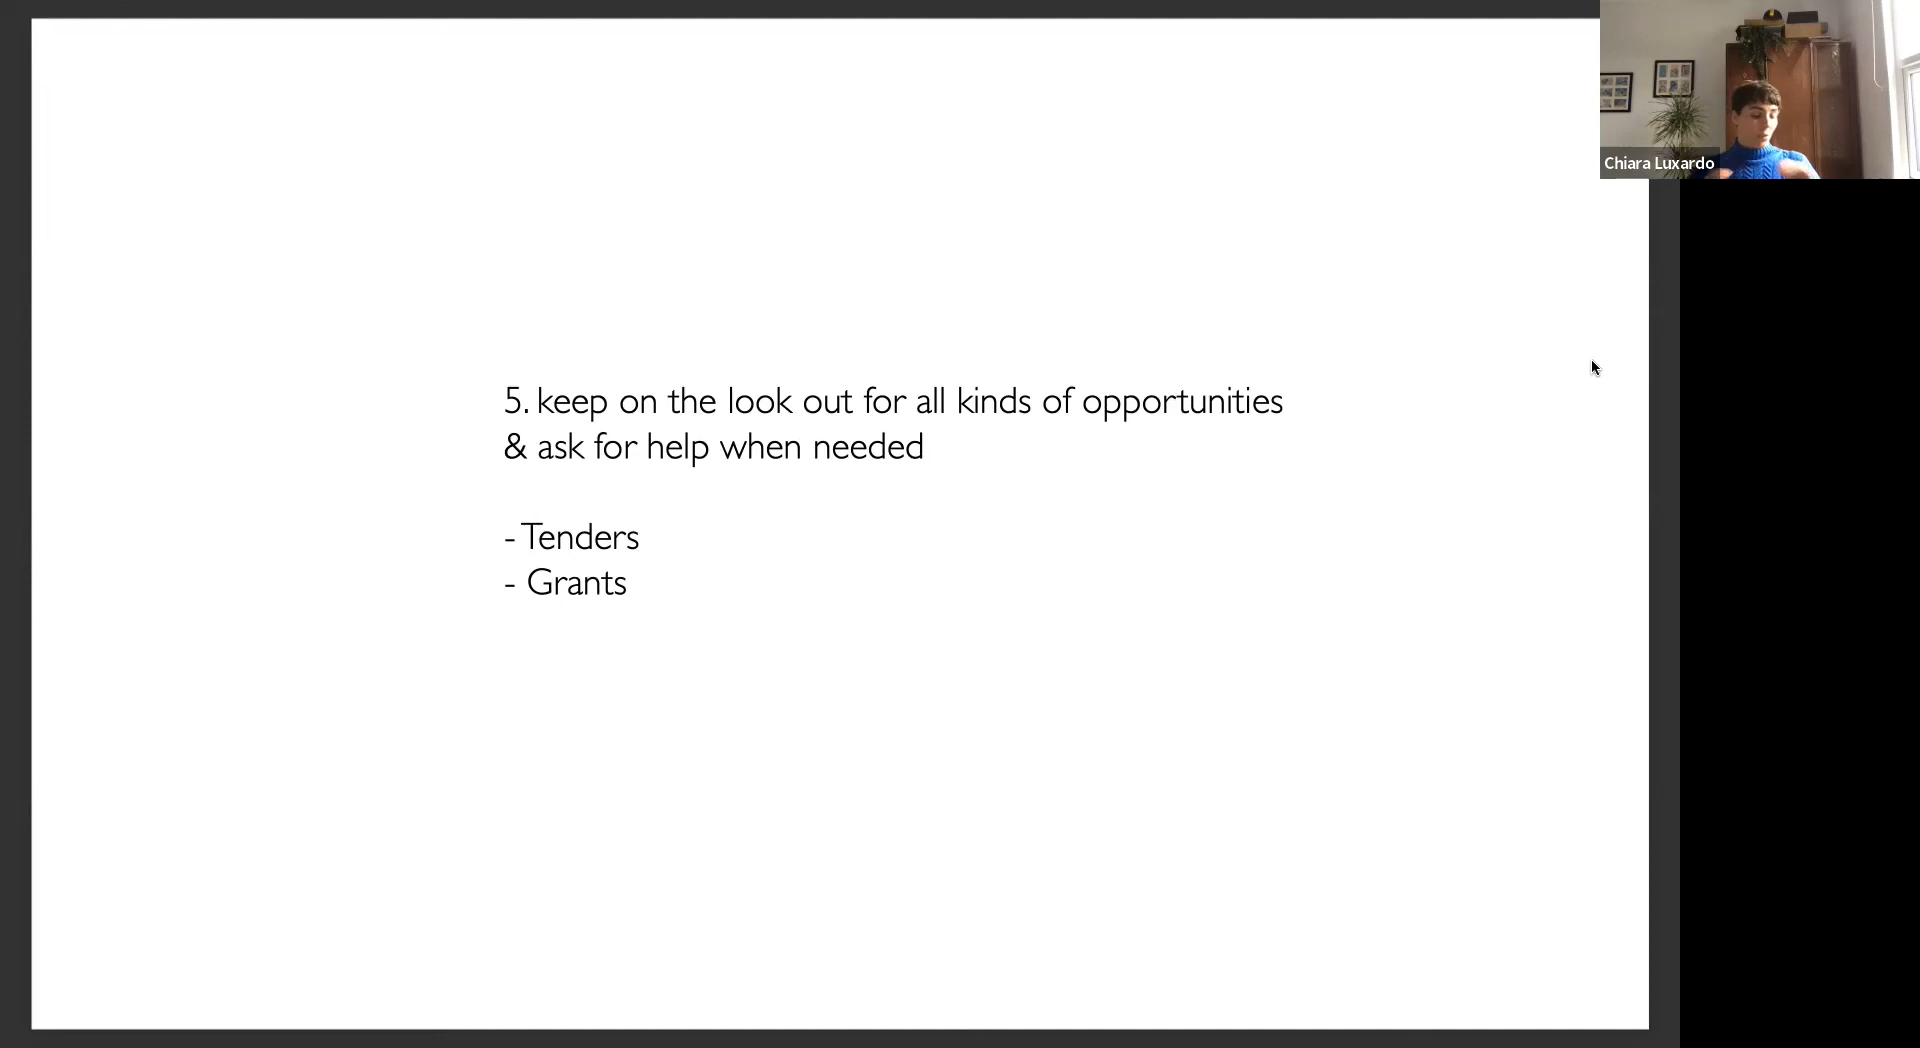 5. keep on the look out for all kinds of opportunities
& ask for help when needed
- Tenders
- Grants
Chiara Luxardo